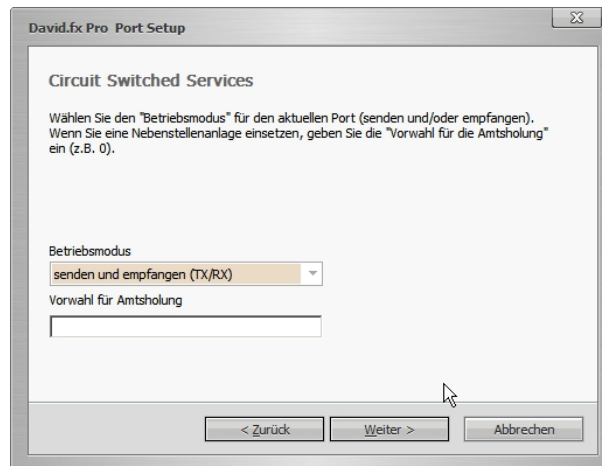 David.fx Pro Port Setup
Circuit Switched Services
Wählen Sie den "Betriebsmodus" für den aktuellen Port (senden und/oder empfangen).
Wenn Sie eine Nebenstellenanlage einsetzen, geben Sie die "Vorwahl für die Amtsholung"
ein (z.B. 0).
Betriebsmodus
senden und empfangen (TX/RX)
Vorwahl für Amtsholung
< Zurück
Weiter >
Abbrechen